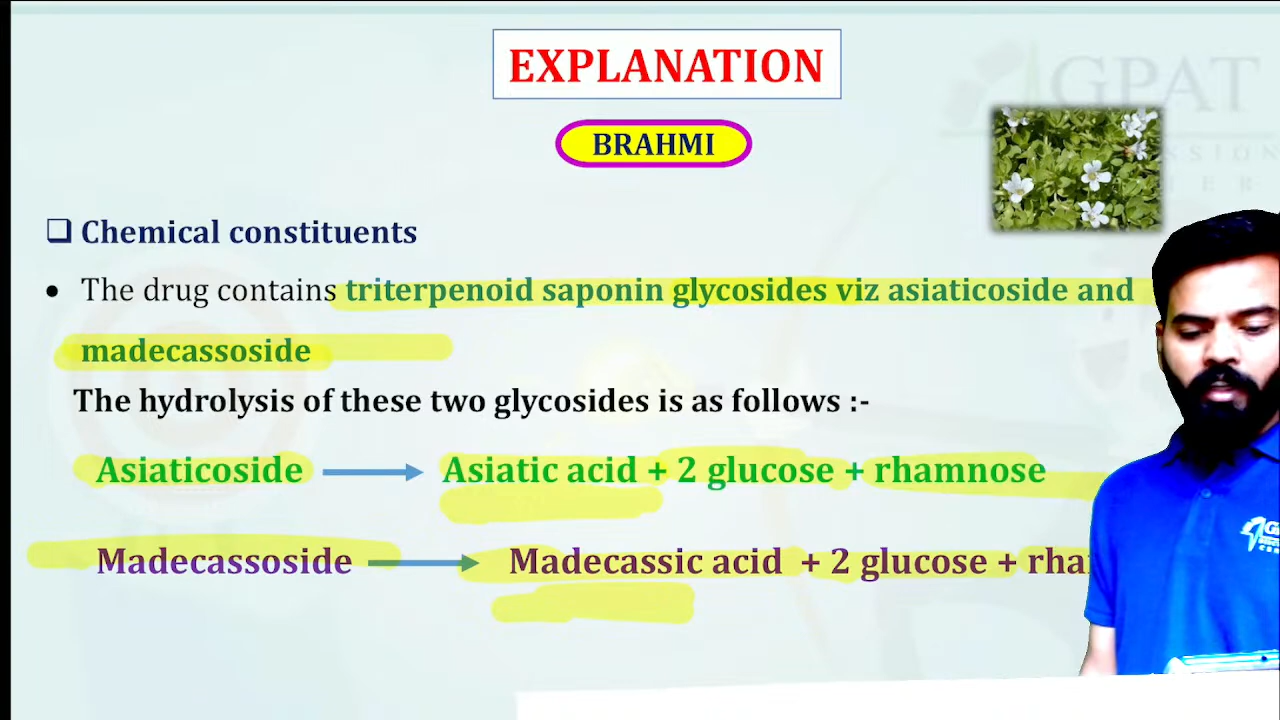 EXPLANATION
GPAT
BRAHMI
❑ Chemical constituents
• The drug contains triterpenoid saponin glycosides viz asiaticoside and
madecassoside
The hydrolysis of these two glycosides is as follows :-
Asiaticoside → Asiatic acid + 2 glucose + rhamnose
Madecassoside → Madecassic acid + 2 glucose +